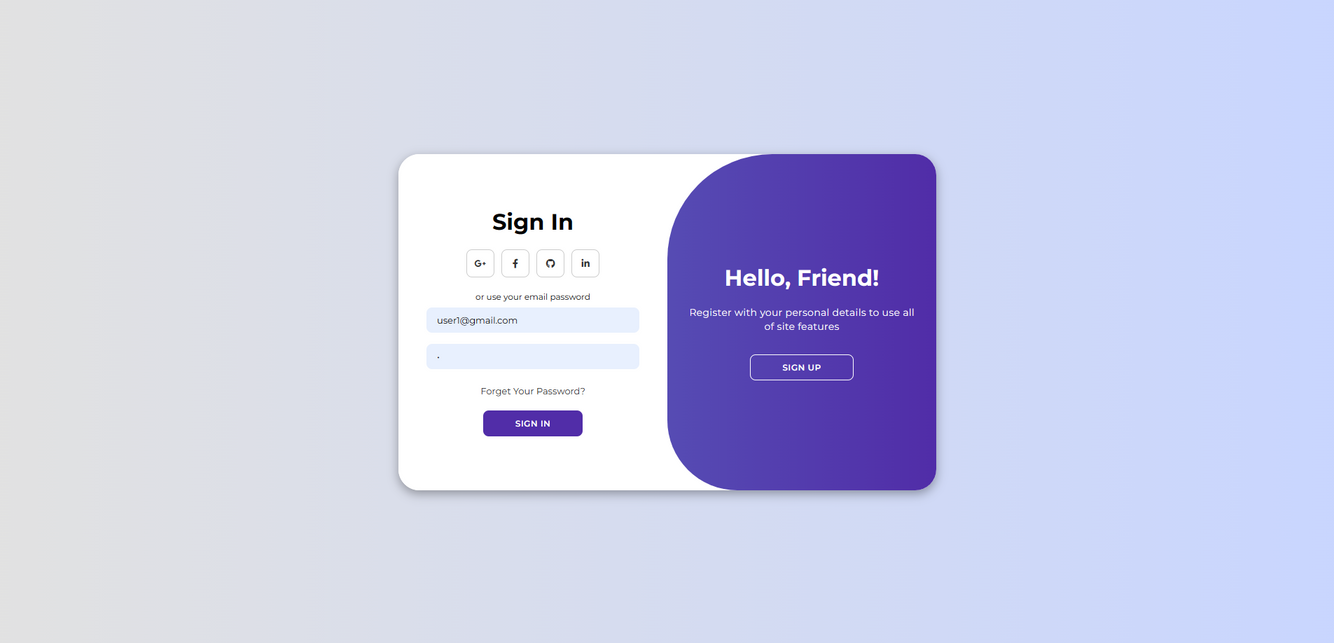 Sign In
G+
f
in
or use your email password
user1@gmail.com
Forget Your Password?
SIGN IN
Hello, Friend!
Register with your personal details to use all
of site features
SIGN UP